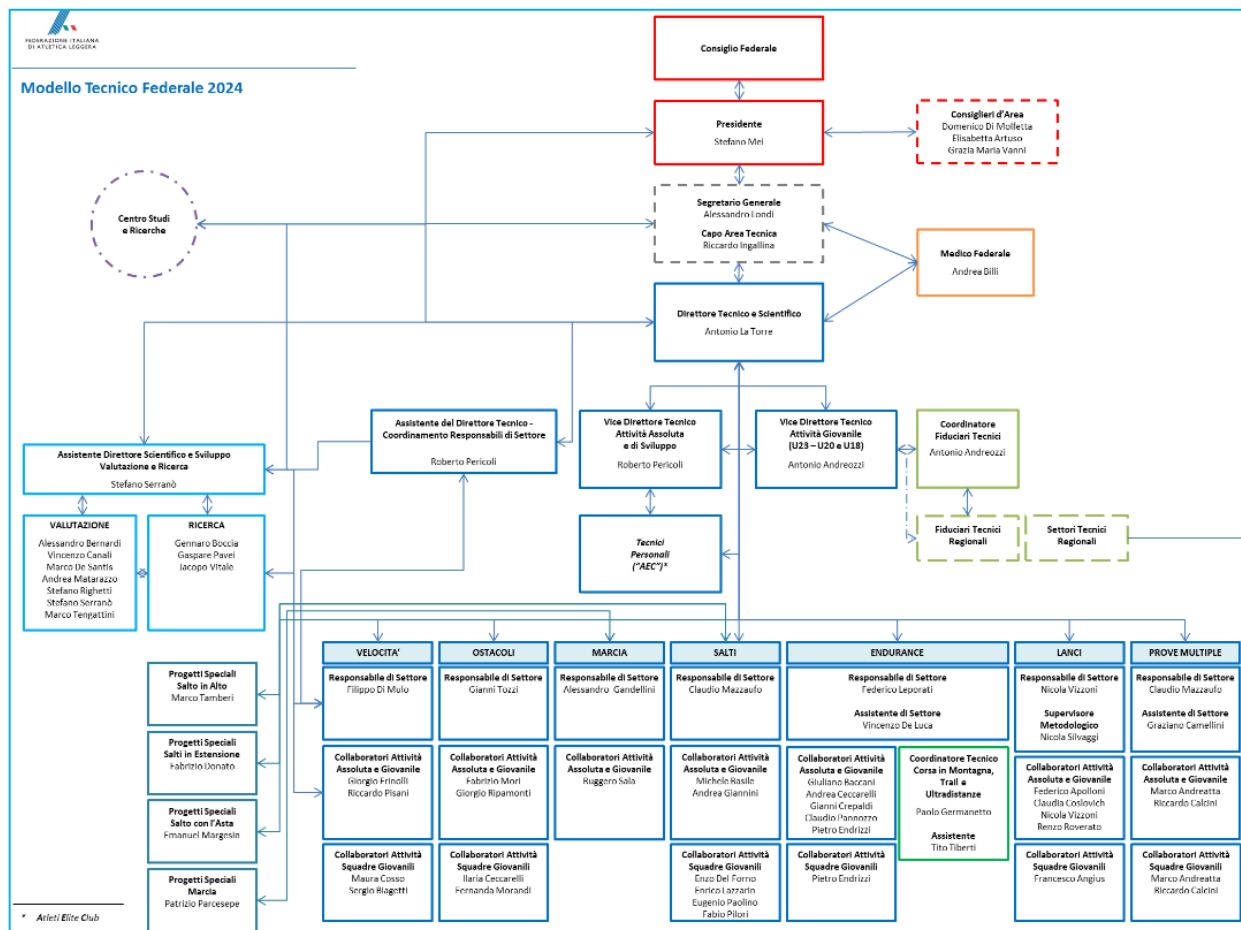 FEDERAZIONE ITALIANA
DI ATLETICA LEGGERA
Modello Tecnico Federale 2024
Consiglio Federale
Presidente
Stefano Mei
Consiglieri d'Area
Domenico Di Molfetta
Elisabetta Artuso
Grazia Maria Vanni
Centro Studi
e Ricerche
Segretario Generale
Alessandro Londi
Capo Area Tecnica
Riccardo Ingallina
Medico Federale
Andrea Billi
Direttore Tecnico e Scientifico
Antonio La Torre
Assistente del Direttore Tecnico -
Coordinamento Responsabili di Settore
Roberto Pericoli
Vice Direttore Tecnico
Attività Assoluta
e di Sviluppo
Roberto Pericoli
Vice Direttore Tecnico
Attività Giovanile
(U23 – U20 e U18)
Antonio Andreozzi
Coordinatore
Fiduciari Tecnici
Antonio Andreozzi
Assistente Direttore Scientifico e Sviluppo
Valutazione e Ricerca
Stefano Serranò
VALUTAZIONE
Alessandro Bernardi
Vincenzo Canali
Marco De Santis
Andrea Matarazzo
Stefano Righetti
Stefano Serranò
Marco Tengattini
RICERCA
Gennaro Boccia
Gaspare Pavei
Jacopo Vitale
Tecnici
Personali
("AEC")*
Fiduciari Tecnici
Regionali
Settori Tecnici
Regionali
Progetti Speciali
Salto in Alto
Marco Tamberi
Progetti Speciali
Salti in Estensione
Fabrizio Donato
Progetti Speciali
Salto con l'Asta
Emanuel Margesin
Progetti Speciali
Marcia
Patrizio Parcesepe
VELOCITA'
Responsabile di Settore
Filippo Di Mulo
Collaboratori Attività
Assoluta e Giovanile
Giorgio Frinolli
Riccardo Pisani
Collaboratori Attività
Squadre Giovanili
Maura Cosso
Sergio Biagetti
OSTACOLI
Responsabile di Settore
Gianni Tozzi
Collaboratori Attività
Assoluta e Giovanile
Fabrizio Mori
Giorgio Ripamonti
Collaboratori Attività
Squadre Giovanili
Ilaria Ceccarelli
Fernanda Morandi
MARCIA
Responsabile di Settore
Alessandro Gandellini
Collaboratori Attività
Assoluta e Giovanile
Ruggero Sala
SALTI
Responsabile di Settore
Claudio Mazzaufo
Collaboratori Attività
Assoluta e Giovanile
Michele Basile
Andrea Giannini
Collaboratori Attività
Squadre Giovanili
Enzo Del Forno
Enrico Lazzarin
Eugenio Paolino
Fabio Pilori
ENDURANCE
Responsabile di Settore
Federico Leporati
Assistente di Settore
Vincenzo De Luca
Collaboratori Attività
Assoluta e Giovanile
Giuliano Baccani
Andrea Ceccarelli
Gianni Crepaldi
Claudio Pannozzo
Pietro Endrizzi
Collaboratori Attività
Squadre Giovanili
Pietro Endrizzi
Coordinatore Tecnico
Corsa in Montagna,
Trail e
Ultradistanze
Paolo Germanetto
Assistente
Tito Tiberti
LANCI
Responsabile di Settore
Nicola Vizzoni
Supervisore
Metodologico
Nicola Silvaggi
Collaboratori Attività
Assoluta e Giovanile
Federico Apolloni
Claudia Coslovich
Nicola Vizzoni
Renzo Roverato
Collaboratori Attività
Squadre Giovanili
Francesco Angius
PROVE MULTIPLE
Responsabile di Settore
Claudio Mazzaufo
Assistente di Settore
Graziano Camellini
Collaboratori Attività
Assoluta e Giovanile
Marco Andreatta
Riccardo Calcini
Collaboratori Attività
Squadre Giovanili
Marco Andreatta
Riccardo Calcini
* Atleti Elite Club